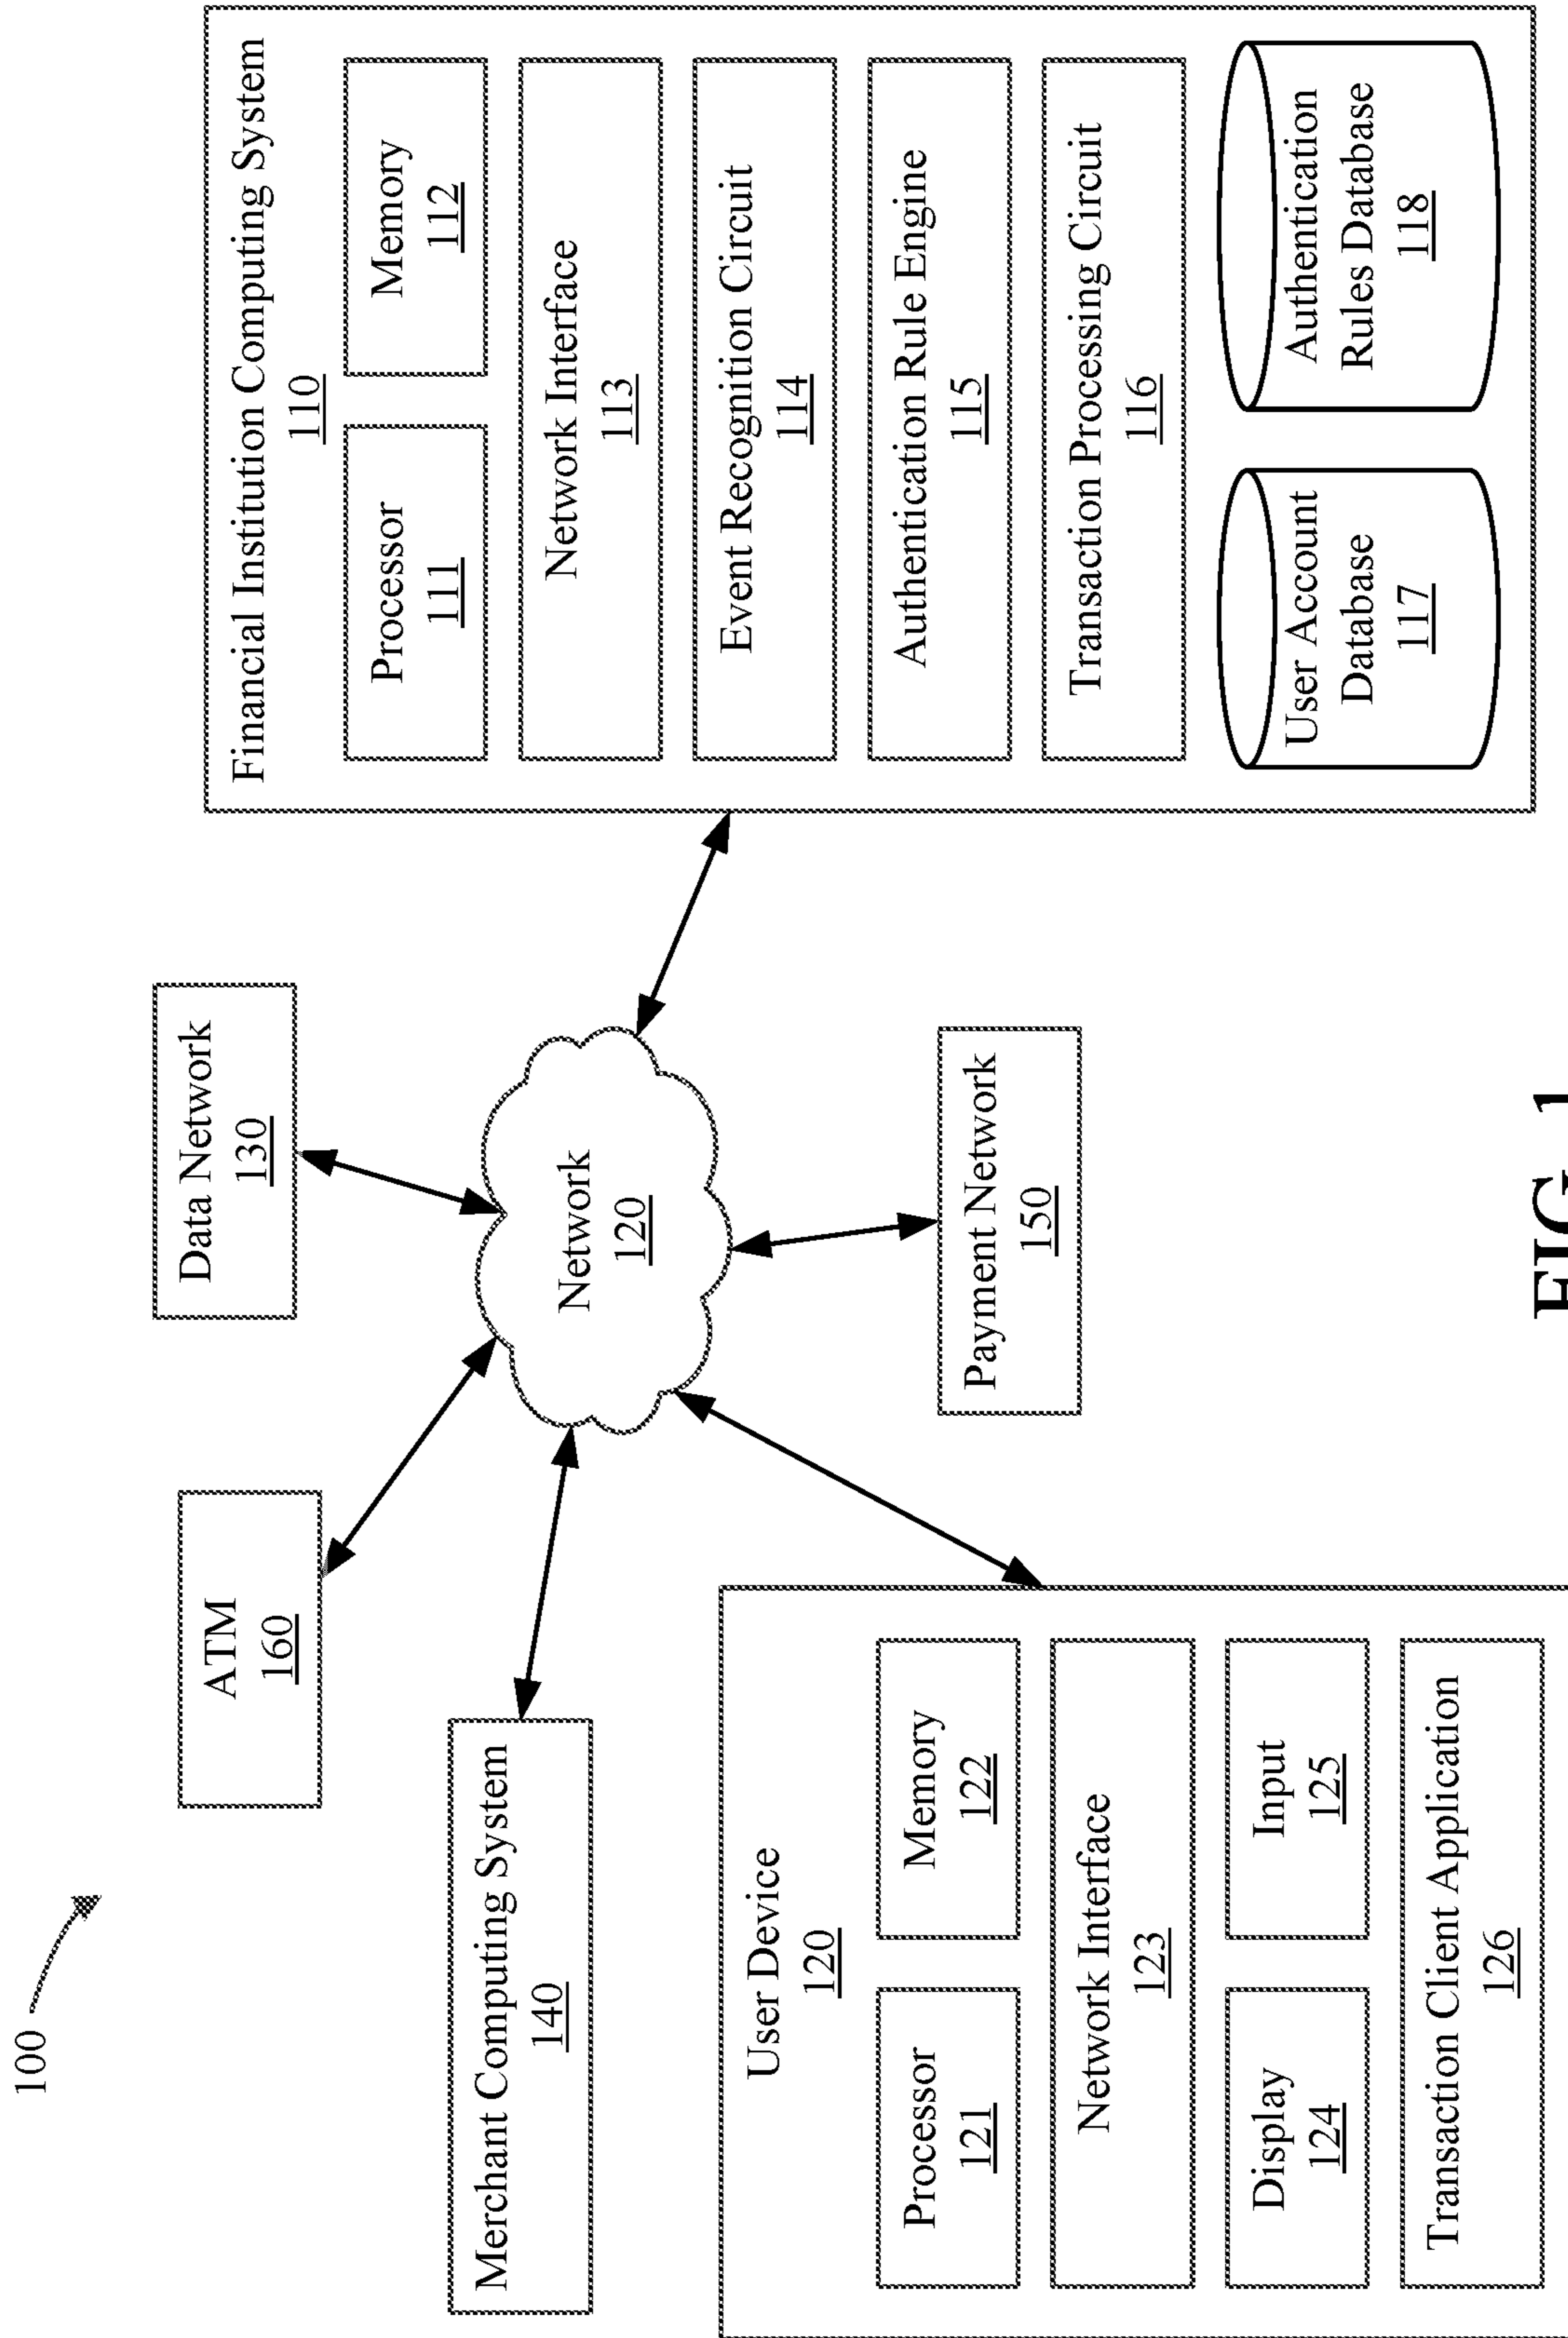 100
ATM
160
Data Network
130
Merchant Computing System
140
Network
120
Payment Network
150
User Device
120
Processor
121
Memory
122
Network Interface
123
Display
124
Input
125
Transaction Client Application
126
Financial Institution Computing System
110
Processor
111
Memory
112
Network Interface
113
Event Recognition Circuit
114
Authentication Rule Engine
115
Transaction Processing Circuit
116
User Account
Database
117
Authentication
Rules Database
118
FIG. 1